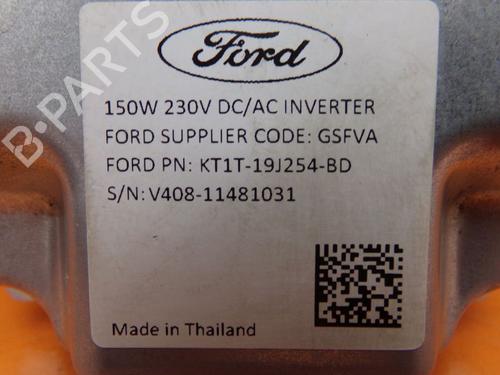 Ford
150W 230V DC/AC INVERTER
FORD SUPPLIER CODE: GSFVA
FORD PN: KT1T-19J254-BD
S/N: V408-11481031
Made in Thailand
B-PARTS